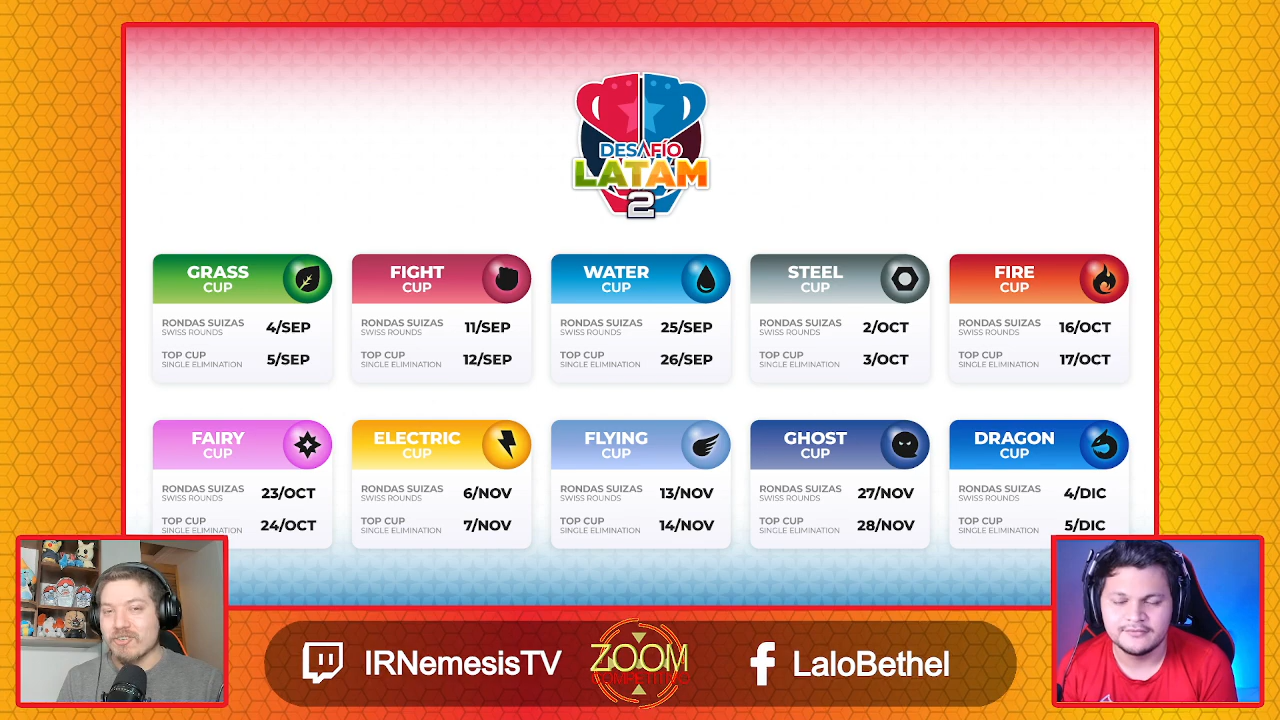 DESAFÍO
LATAM
2
GRASS
CUP
RONDAS SUIZAS
SWISS ROUNDS
4/SEP
TOP CUP
SINGLE ELIMINATION
5/SEP
FIGHT
CUP
RONDAS SUIZAS
SWISS ROUNDS
11/SEP
TOP CUP
SINGLE ELIMINATION
12/SEP
WATER
CUP
RONDAS SUIZAS
SWISS ROUNDS
25/SEP
TOP CUP
SINGLE ELIMINATION
26/SEP
STEEL
CUP
RONDAS SUIZAS
SWISS ROUNDS
2/OCT
TOP CUP
SINGLE ELIMINATION
3/OCT
FIRE
CUP
RONDAS SUIZAS
SWISS ROUNDS
16/OCT
TOP CUP
SINGLE ELIMINATION
17/OCT
FAIRY
CUP
RONDAS SUIZAS
SWISS ROUNDS
23/OCT
TOP CUP
SINGLE ELIMINATION
24/OCT
ELECTRIC
CUP
RONDAS SUIZAS
SWISS ROUNDS
6/NOV
TOP CUP
SINGLE ELIMINATION
7/NOV
FLYING
CUP
RONDAS SUIZAS
SWISS ROUNDS
13/NOV
TOP CUP
SINGLE ELIMINATION
14/NOV
GHOST
CUP
RONDAS SUIZAS
SWISS ROUNDS
27/NOV
TOP CUP
SINGLE ELIMINATION
28/NOV
DRAGON
CUP
RONDAS SUIZAS
SWISS ROUNDS
4/DIC
TOP CUP
SINGLE ELIMINATION
5/DIC
IRNemesisTV
ZOOM
COMPETITIVO
LaloBethel